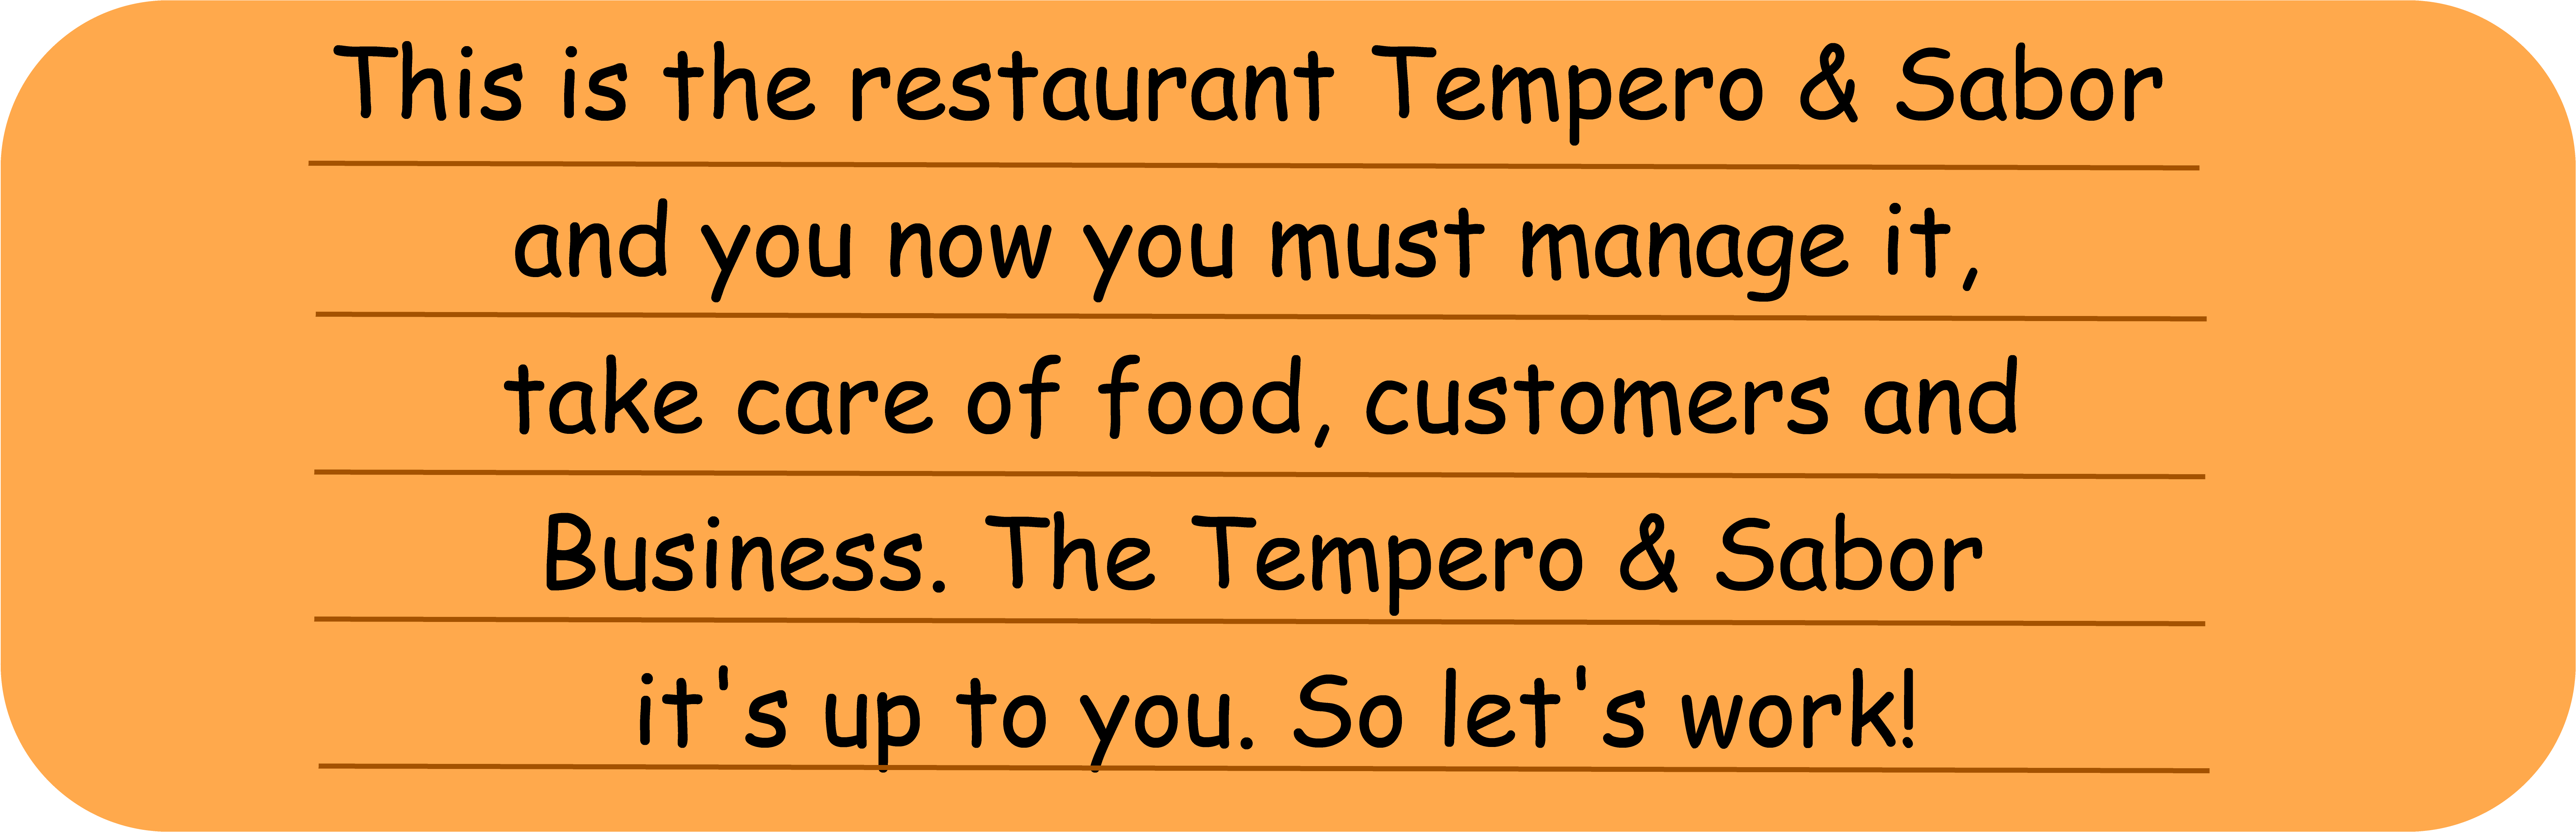 This is the restaurant Tempero & Sabor
and you now you must manage it,
take care of food, customers and
Business. The Tempero & Sabor
it's up to you. So let's work!